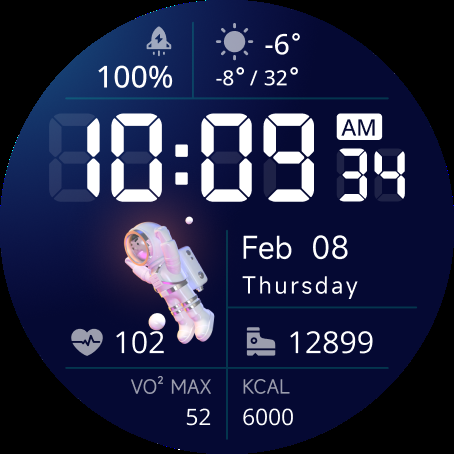 100%
-6°
-8°/ 32°
10:09 AM 34
Feb 08
Thursday
102
12899
VO² MAX
52
KCAL
6000